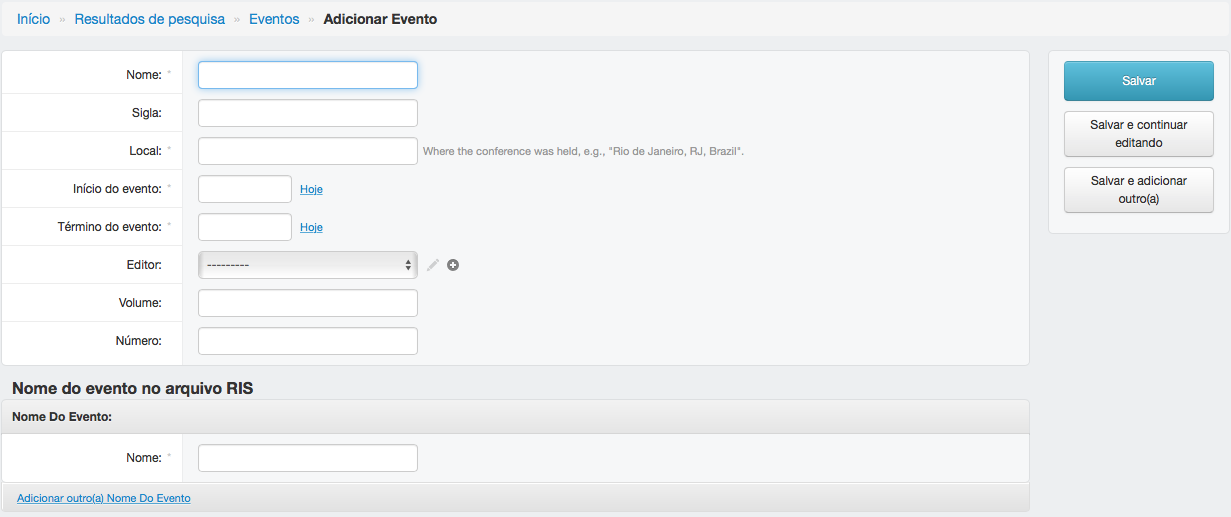 Início » Resultados de pesquisa » Eventos » Adicionar Evento
Nome: *
Sigla:
Local: * Where the conference was held, e.g., "Rio de Janeiro, RJ, Brazil".
Início do evento: * Hoje
Término do evento: * Hoje
Editor: ---------
Volume:
Número:
Salvar
Salvar e continuar
editando
Salvar e adicionar
outro(a)
Nome do evento no arquivo RIS
Nome Do Evento:
Nome: *
Adicionar outro(a) Nome Do Evento